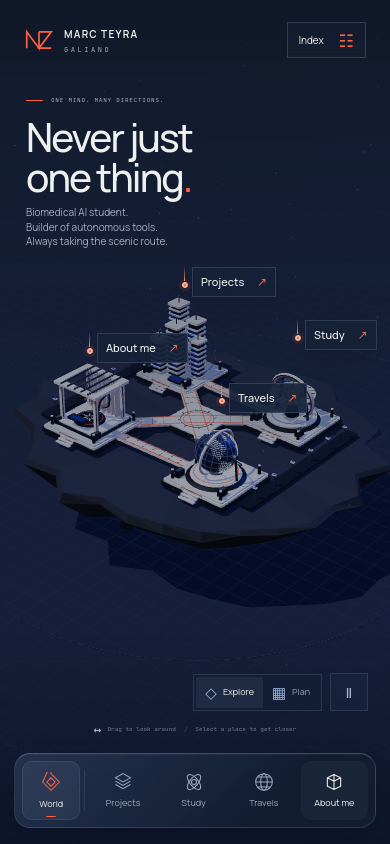 MARC TEYRA
GALIANO
Index
ONE MIND. MANY DIRECTIONS.
Never just
one thing.
Biomedical AI student.
Builder of autonomous tools.
Always taking the scenic route.
Projects ↗
Study ↗
About me ↗
Travels ↗
Explore
Plan
Drag to look around / Select a place to get closer
World
Projects
Study
Travels
About me